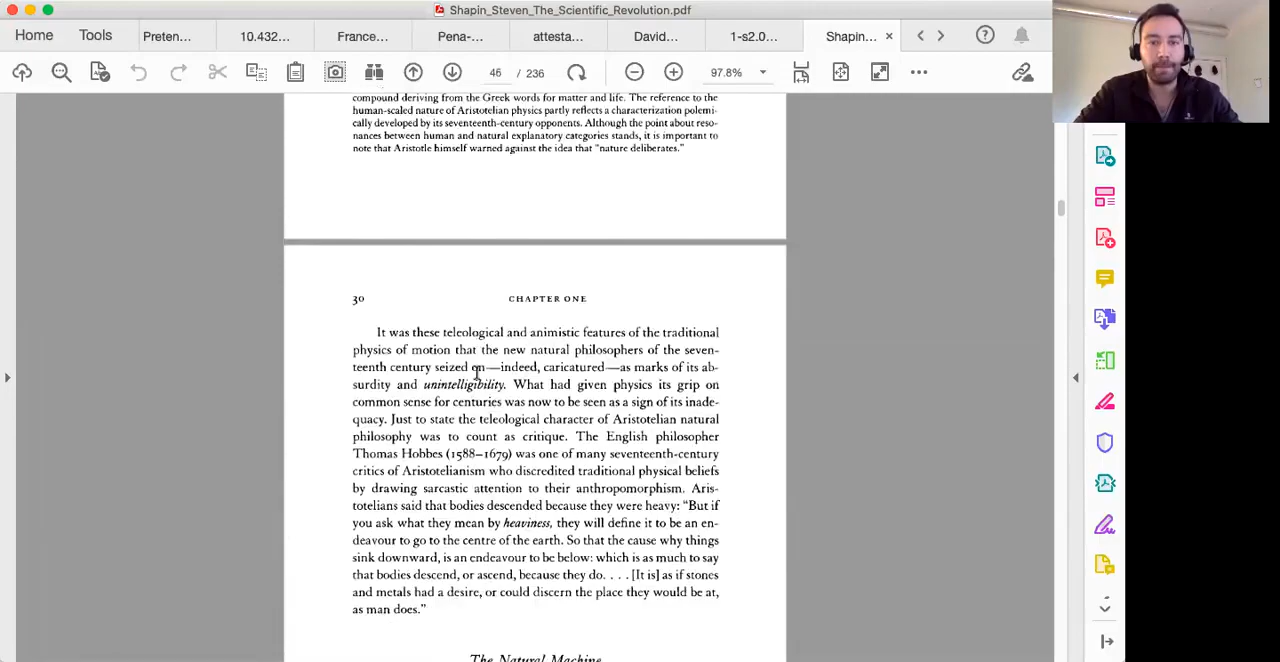 Shapin_Steven_The_Scientific_Revolution.pdf
Home Tools Preten... 10.432... France... Pena-... attesta... David... 1-s2.0... Shapin...
46 / 236 97.8%
compound deriving from the Greek words for matter and life. The reference to the
human-scaled nature of Aristotelian physics partly reflects a characterization polemi-
cally developed by its seventeenth-century opponents. Although the point about reso-
nances between human and natural explanatory categories stands, it is important to
note that Aristotle himself warned against the idea that "nature deliberates."
30 CHAPTER ONE
It was these teleological and animistic features of the traditional
physics of motion that the new natural philosophers of the seven-
teenth century seized on—indeed, caricatured—as marks of its ab-
surdity and unintelligibility. What had given physics its grip on
common sense for centuries was now to be seen as a sign of its inade-
quacy. Just to state the teleological character of Aristotelian natural
philosophy was to count as critique. The English philosopher
Thomas Hobbes (1588–1679) was one of many seventeenth-century
critics of Aristotelianism who discredited traditional physical beliefs
by drawing sarcastic attention to their anthropomorphism. Aris-
totelians said that bodies descended because they were heavy: "But if
you ask what they mean by heaviness, they will define it to be an en-
deavour to go to the centre of the earth. So that the cause why things
sink downward, is an endeavour to be below: which is as much to say
that bodies descend, or ascend, because they do. . . . [It is] as if stones
and metals had a desire, or could discern the place they would be at,
as man does."
The Natural Machine